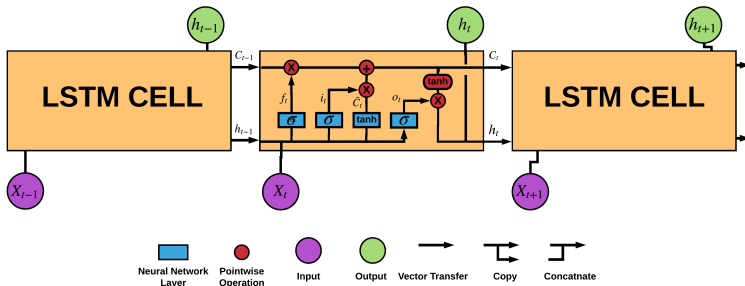 h_{t-1}
h_t
h_{t+1}
C_{t-1}
C_t
LSTM CELL
X
+
tanh
X
X
f_t
i_t
C̃_t
o_t
σ
σ
tanh
σ
h_{t-1}
h_t
LSTM CELL
X_{t-1}
X_t
X_{t+1}
Neural Network
Layer
Pointwise
Operation
Input
Output
Vector Transfer
Copy
Concatnate